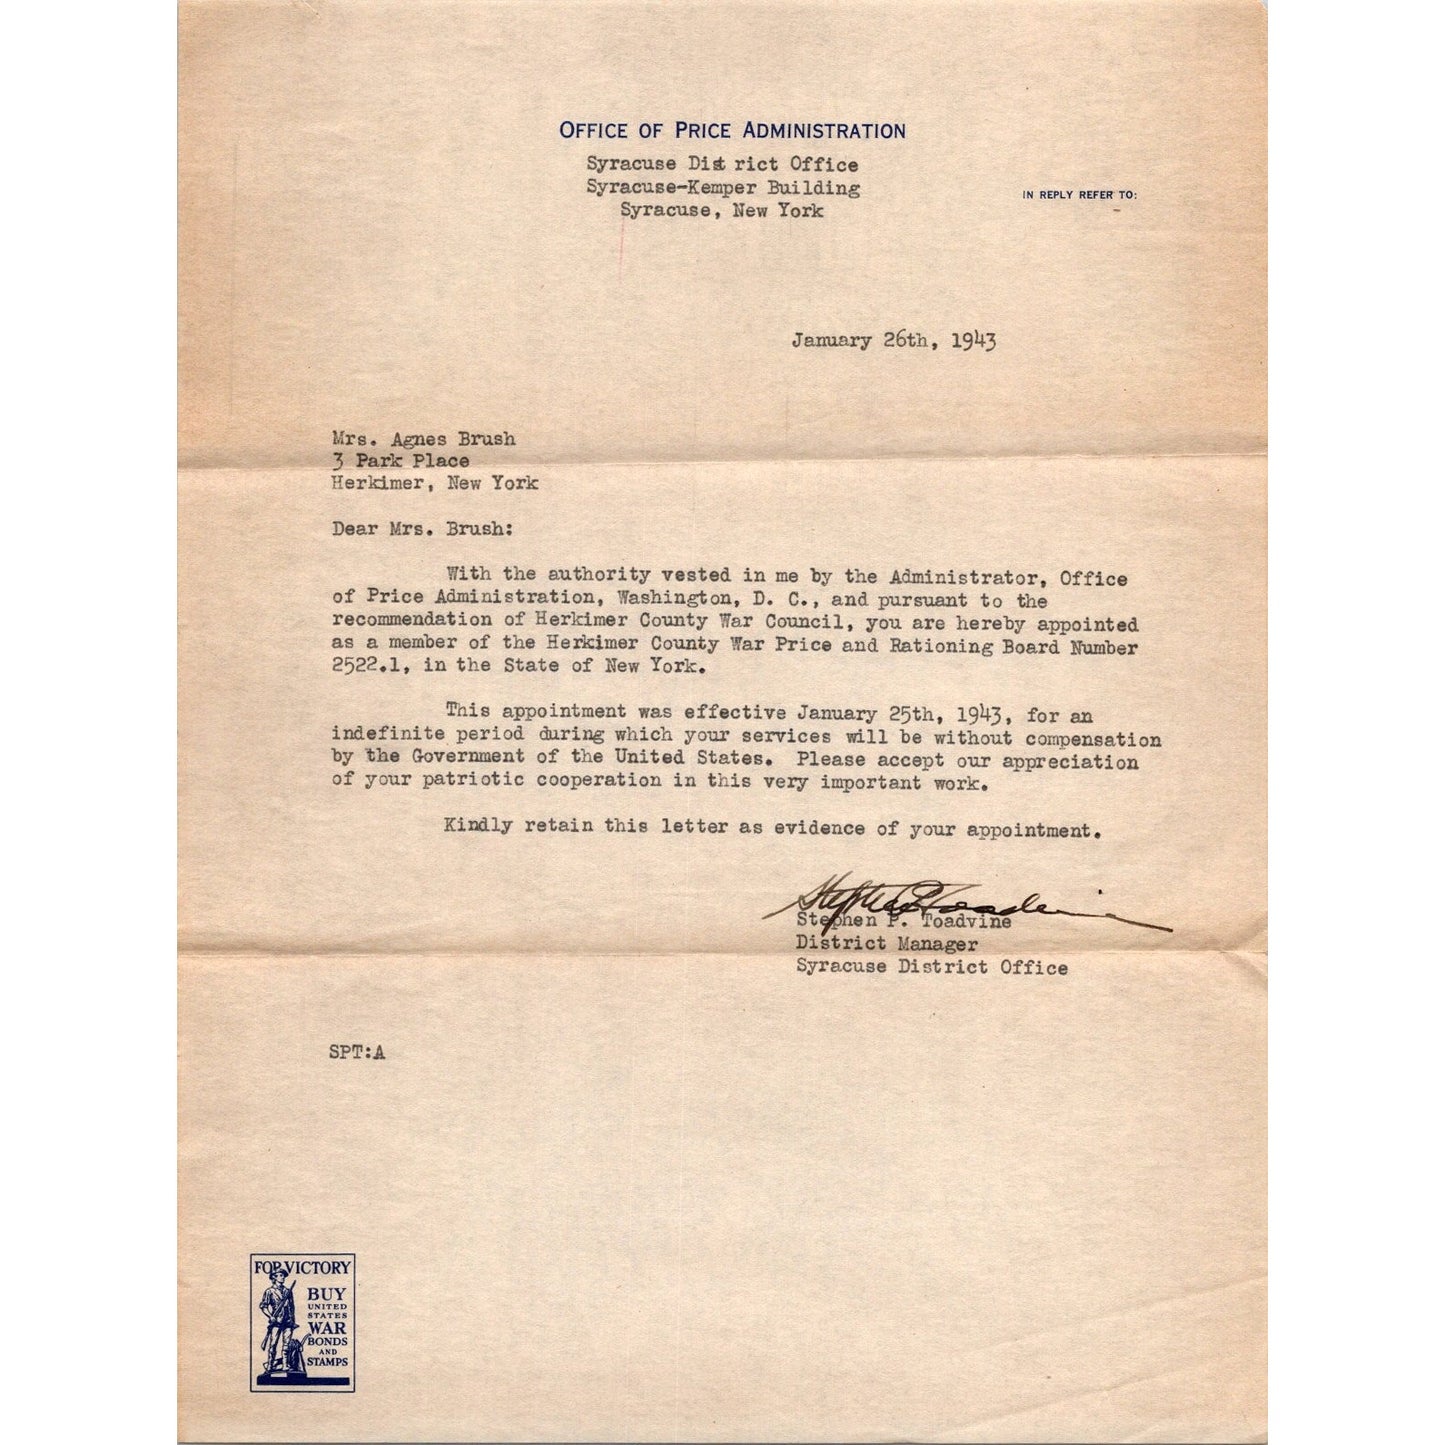 OFFICE OF PRICE ADMINISTRATION
Syracuse Dist rict Office
Syracuse-Kemper Building
Syracuse, New York
IN REPLY REFER TO:
January 26th, 1943
Mrs. Agnes Brush
3 Park Place
Herkimer, New York
Dear Mrs. Brush:
With the authority vested in me by the Administrator, Office
of Price Administration, Washington, D. C., and pursuant to the
recommendation of Herkimer County War Council, you are hereby appointed
as a member of the Herkimer County War Price and Rationing Board Number
2522.1, in the State of New York.
This appointment was effective January 25th, 1943, for an
indefinite period during which your services will be without compensation
by the Government of the United States. Please accept our appreciation
of your patriotic cooperation in this very important work.
Kindly retain this letter as evidence of your appointment.
Stephen P. Toadvine
Stephen P. Toadvine
District Manager
Syracuse District Office
SPT:A
FOR VICTORY
BUY
UNITED
STATES
WAR
BONDS
AND
STAMPS